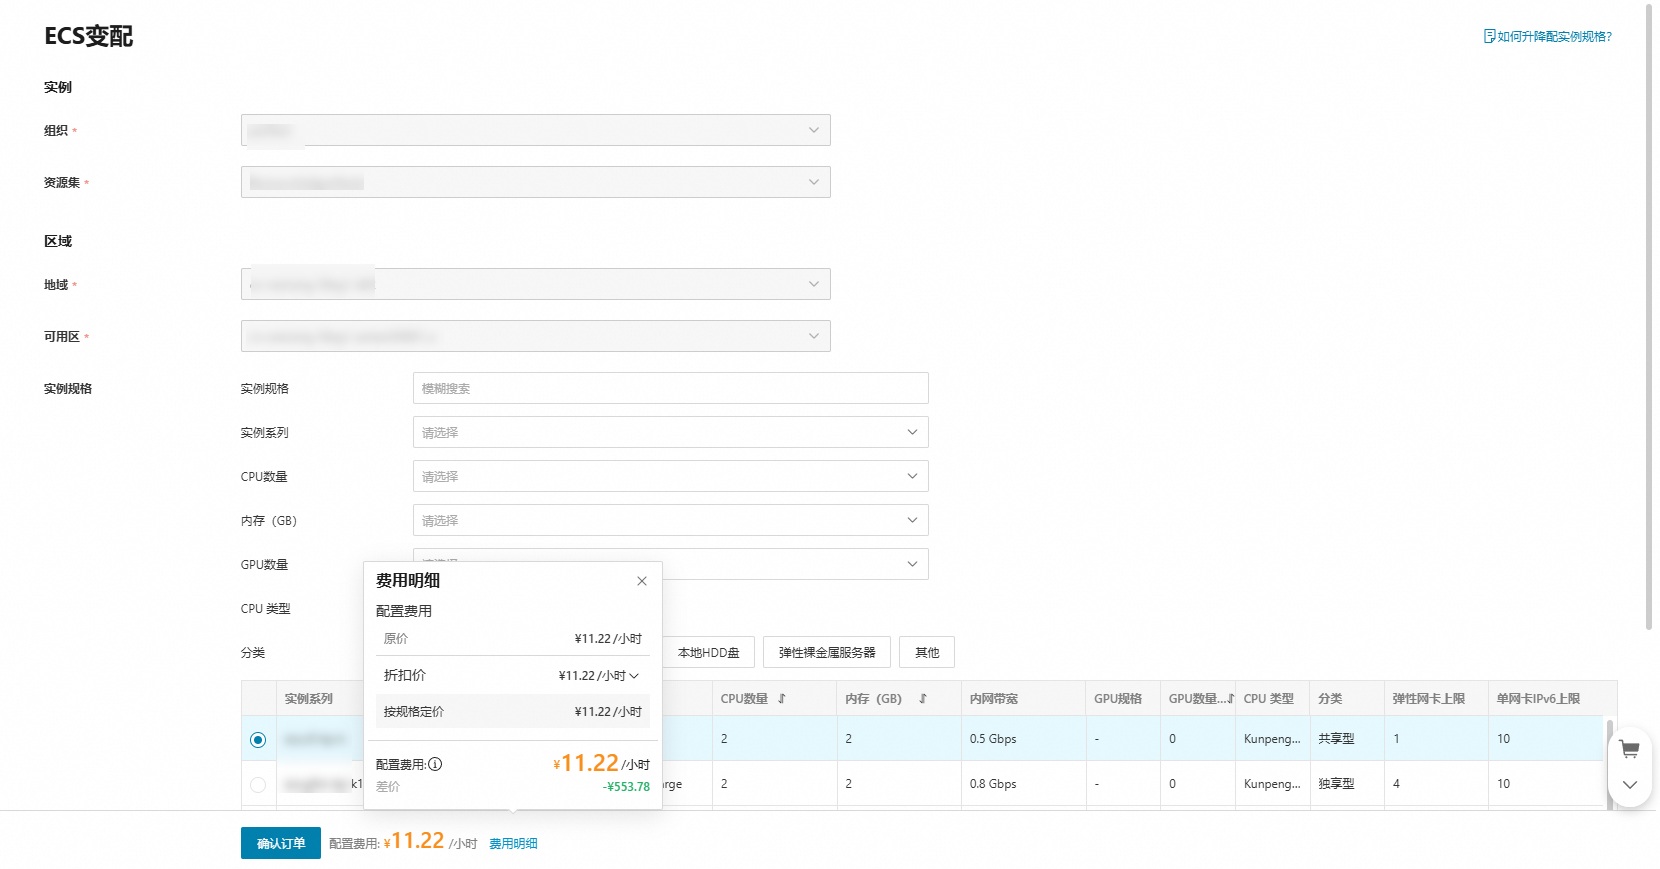 ECS变配
如何升降配实例规格?
实例
组织 *
资源集 *
区域
地域 *
可用区 *
实例规格
实例规格 模糊搜索
实例系列 请选择
CPU数量 请选择
内存（GB） 请选择
GPU数量
CPU 类型
分类 本地HDD盘 弹性裸金属服务器 其他
费用明细
配置费用
原价 ¥11.22 /小时
折扣价 ¥11.22 /小时
按规格定价 ¥11.22 /小时
配置费用: ¥11.22 /小时
差价 -¥553.78
实例系列 CPU数量 内存（GB） 内网带宽 GPU规格 GPU数量... CPU 类型 分类 弹性网卡上限 单网卡IPv6上限
2 2 0.5 Gbps - 0 Kunpeng... 共享型 1 10
k1 arge 2 2 0.8 Gbps - 0 Kunpeng... 独享型 4 10
确认订单 配置费用: ¥11.22 /小时 费用明细